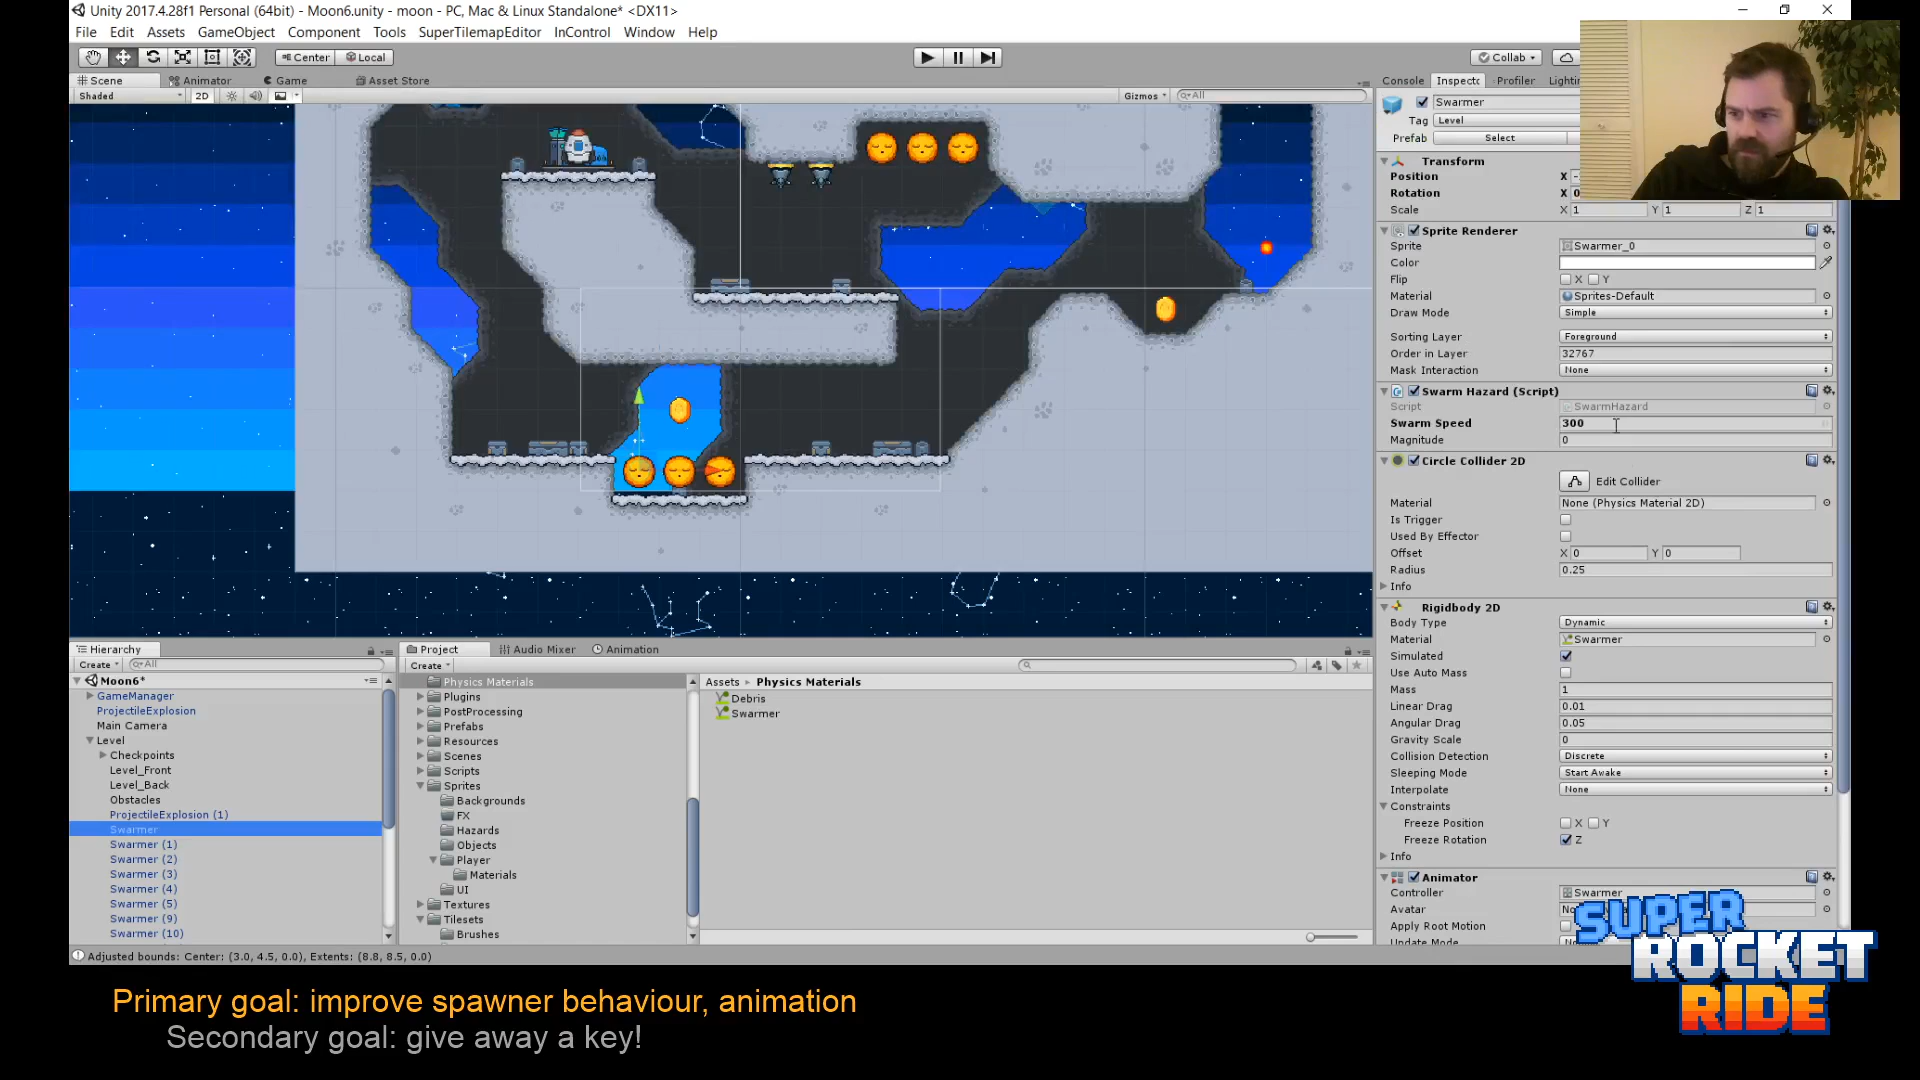 Unity 2017.4.28f1 Personal (64bit) - Moon6.unity - moon - PC, Mac & Linux Standalone* <DX11>
File Edit Assets GameObject Component Tools SuperTilemapEditor InControl Window Help
Center Local Collab
Scene Animator Game Asset Store Console Inspecto Profiler Lightin
Shaded 2D Gizmos All
Swarmer
Tag Level
Prefab Select
Transform
Position X
Rotation X 0
Scale X 1 Y 1 Z 1
Sprite Renderer
Sprite Swarmer_0
Color
Flip X Y
Material Sprites-Default
Draw Mode Simple
Sorting Layer Foreground
Order in Layer 32767
Mask Interaction None
Swarm Hazard (Script)
Script SwarmHazard
Swarm Speed 300
Magnitude 0
Circle Collider 2D
Edit Collider
Material None (Physics Material 2D)
Is Trigger
Used By Effector
Offset X 0 Y 0
Radius 0.25
Info
Rigidbody 2D
Body Type Dynamic
Material Swarmer
Simulated
Use Auto Mass
Mass 1
Linear Drag 0.01
Angular Drag 0.05
Gravity Scale 0
Collision Detection Discrete
Sleeping Mode Start Awake
Interpolate None
Constraints
Freeze Position X Y
Freeze Rotation Z
Info
Animator
Controller Swarmer
Avatar
Apply Root Motion
Update Mode
Hierarchy
Create All
Moon6*
GameManager
ProjectileExplosion
Main Camera
Level
Checkpoints
Level_Front
Level_Back
Obstacles
ProjectileExplosion (1)
Swarmer
Swarmer (1)
Swarmer (2)
Swarmer (3)
Swarmer (4)
Swarmer (5)
Swarmer (9)
Swarmer (10)
Project Audio Mixer Animation
Create
Physics Materials
Plugins
PostProcessing
Prefabs
Resources
Scenes
Scripts
Sprites
Backgrounds
FX
Hazards
Objects
Player
Materials
UI
Textures
Tilesets
Brushes
Assets Physics Materials
Debris
Swarmer
Adjusted bounds: Center: (3.0, 4.5, 0.0), Extents: (8.8, 8.5, 0.0)
SUPER
ROCKET
RIDE
Primary goal: improve spawner behaviour, animation
Secondary goal: give away a key!